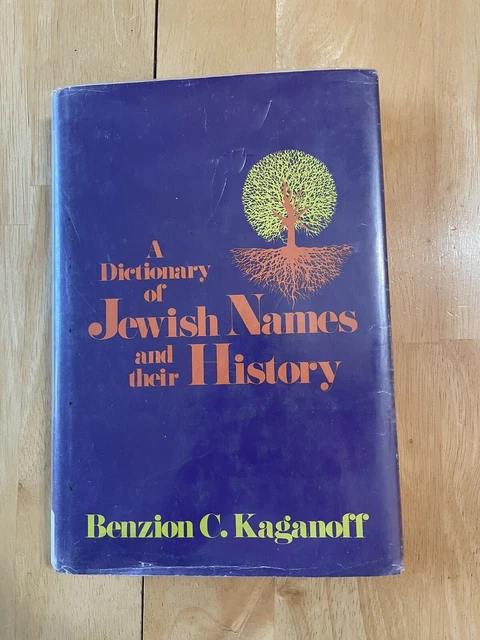 A
Dictionary
of
Jewish Names
and
their History
Benzion C. Kaganoff